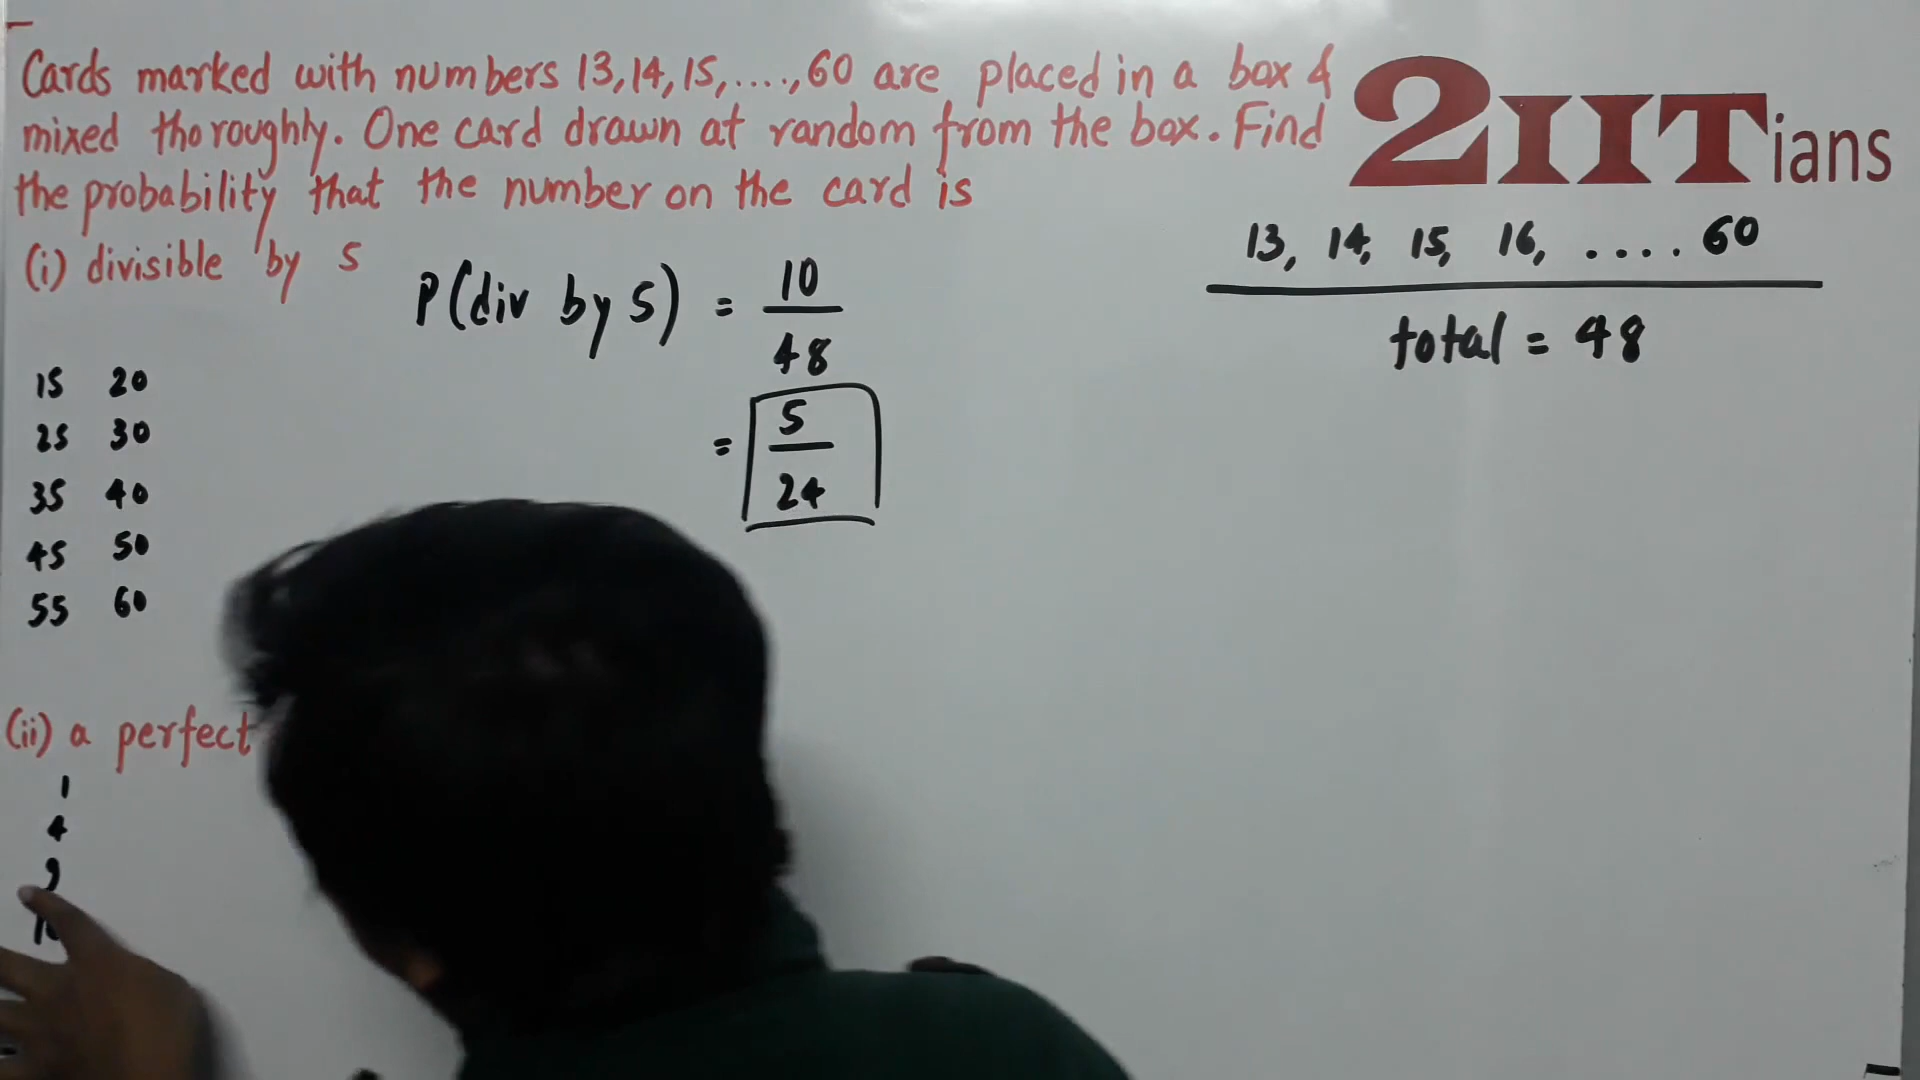 Cards marked with numbers 13, 14, 15, ...., 60 are placed in a box &
mixed thoroughly. One card drawn at random from the box. Find
the probability that the number on the card is
2IITians
13, 14, 15, 16, .... 60
total = 48
(i) divisible by 5
P(div by 5) = 10/48
= 5/24
15 20
25 30
35 40
45 50
55 60
(ii) a perfect
1
4
9